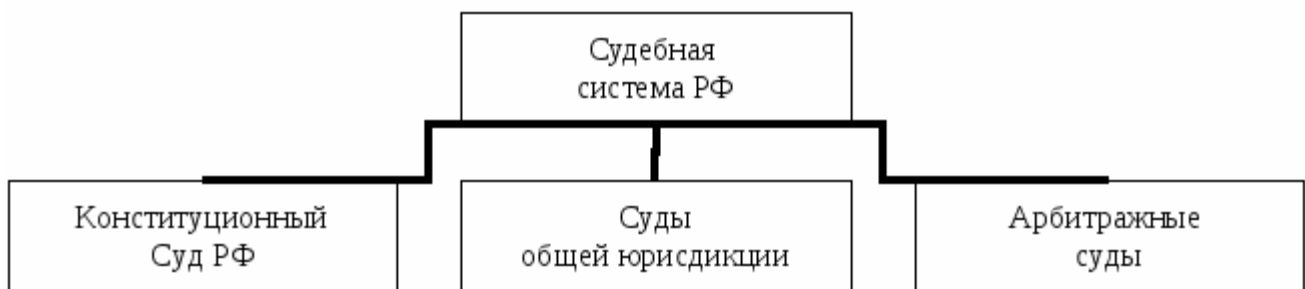 Судебная
система РФ
Конституционный
Суд РФ
Суды
общей юрисдикции
Арбитражные
суды